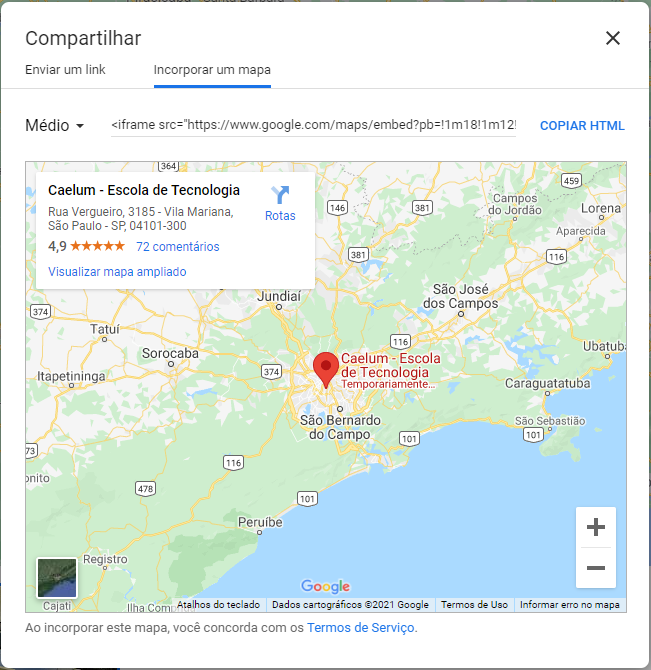 Compartilhar
Enviar um link
Incorporar um mapa
Médio
<iframe src="https://www.google.com/maps/embed?pb=!1m18!1m12!
COPIAR HTML
Caelum - Escola de Tecnologia
Rua Vergueiro, 3185 - Vila Mariana,
São Paulo - SP, 04101-300
Rotas
4,9
72 comentários
Visualizar mapa ampliado
364
459
146
381
Campos
do Jordão
Lorena
Aparecida
381
116
Jundiaí
São José
dos Campos
374
Tatuí
Sorocaba
116
Ubatub
374
Itapetininga
Caelum - Escola
de Tecnologia
Temporariamente...
Caraguatatuba
São Bernardo
do Campo
São Sebastião
101
101
73
onito
116
478
101
Peruíbe
Registro
Cajati
Ilha Com
Google
Atalhos do teclado
Dados cartográficos ©2021 Google
Termos de Uso
Informar erro no mapa
Ao incorporar este mapa, você concorda com os Termos de Serviço.